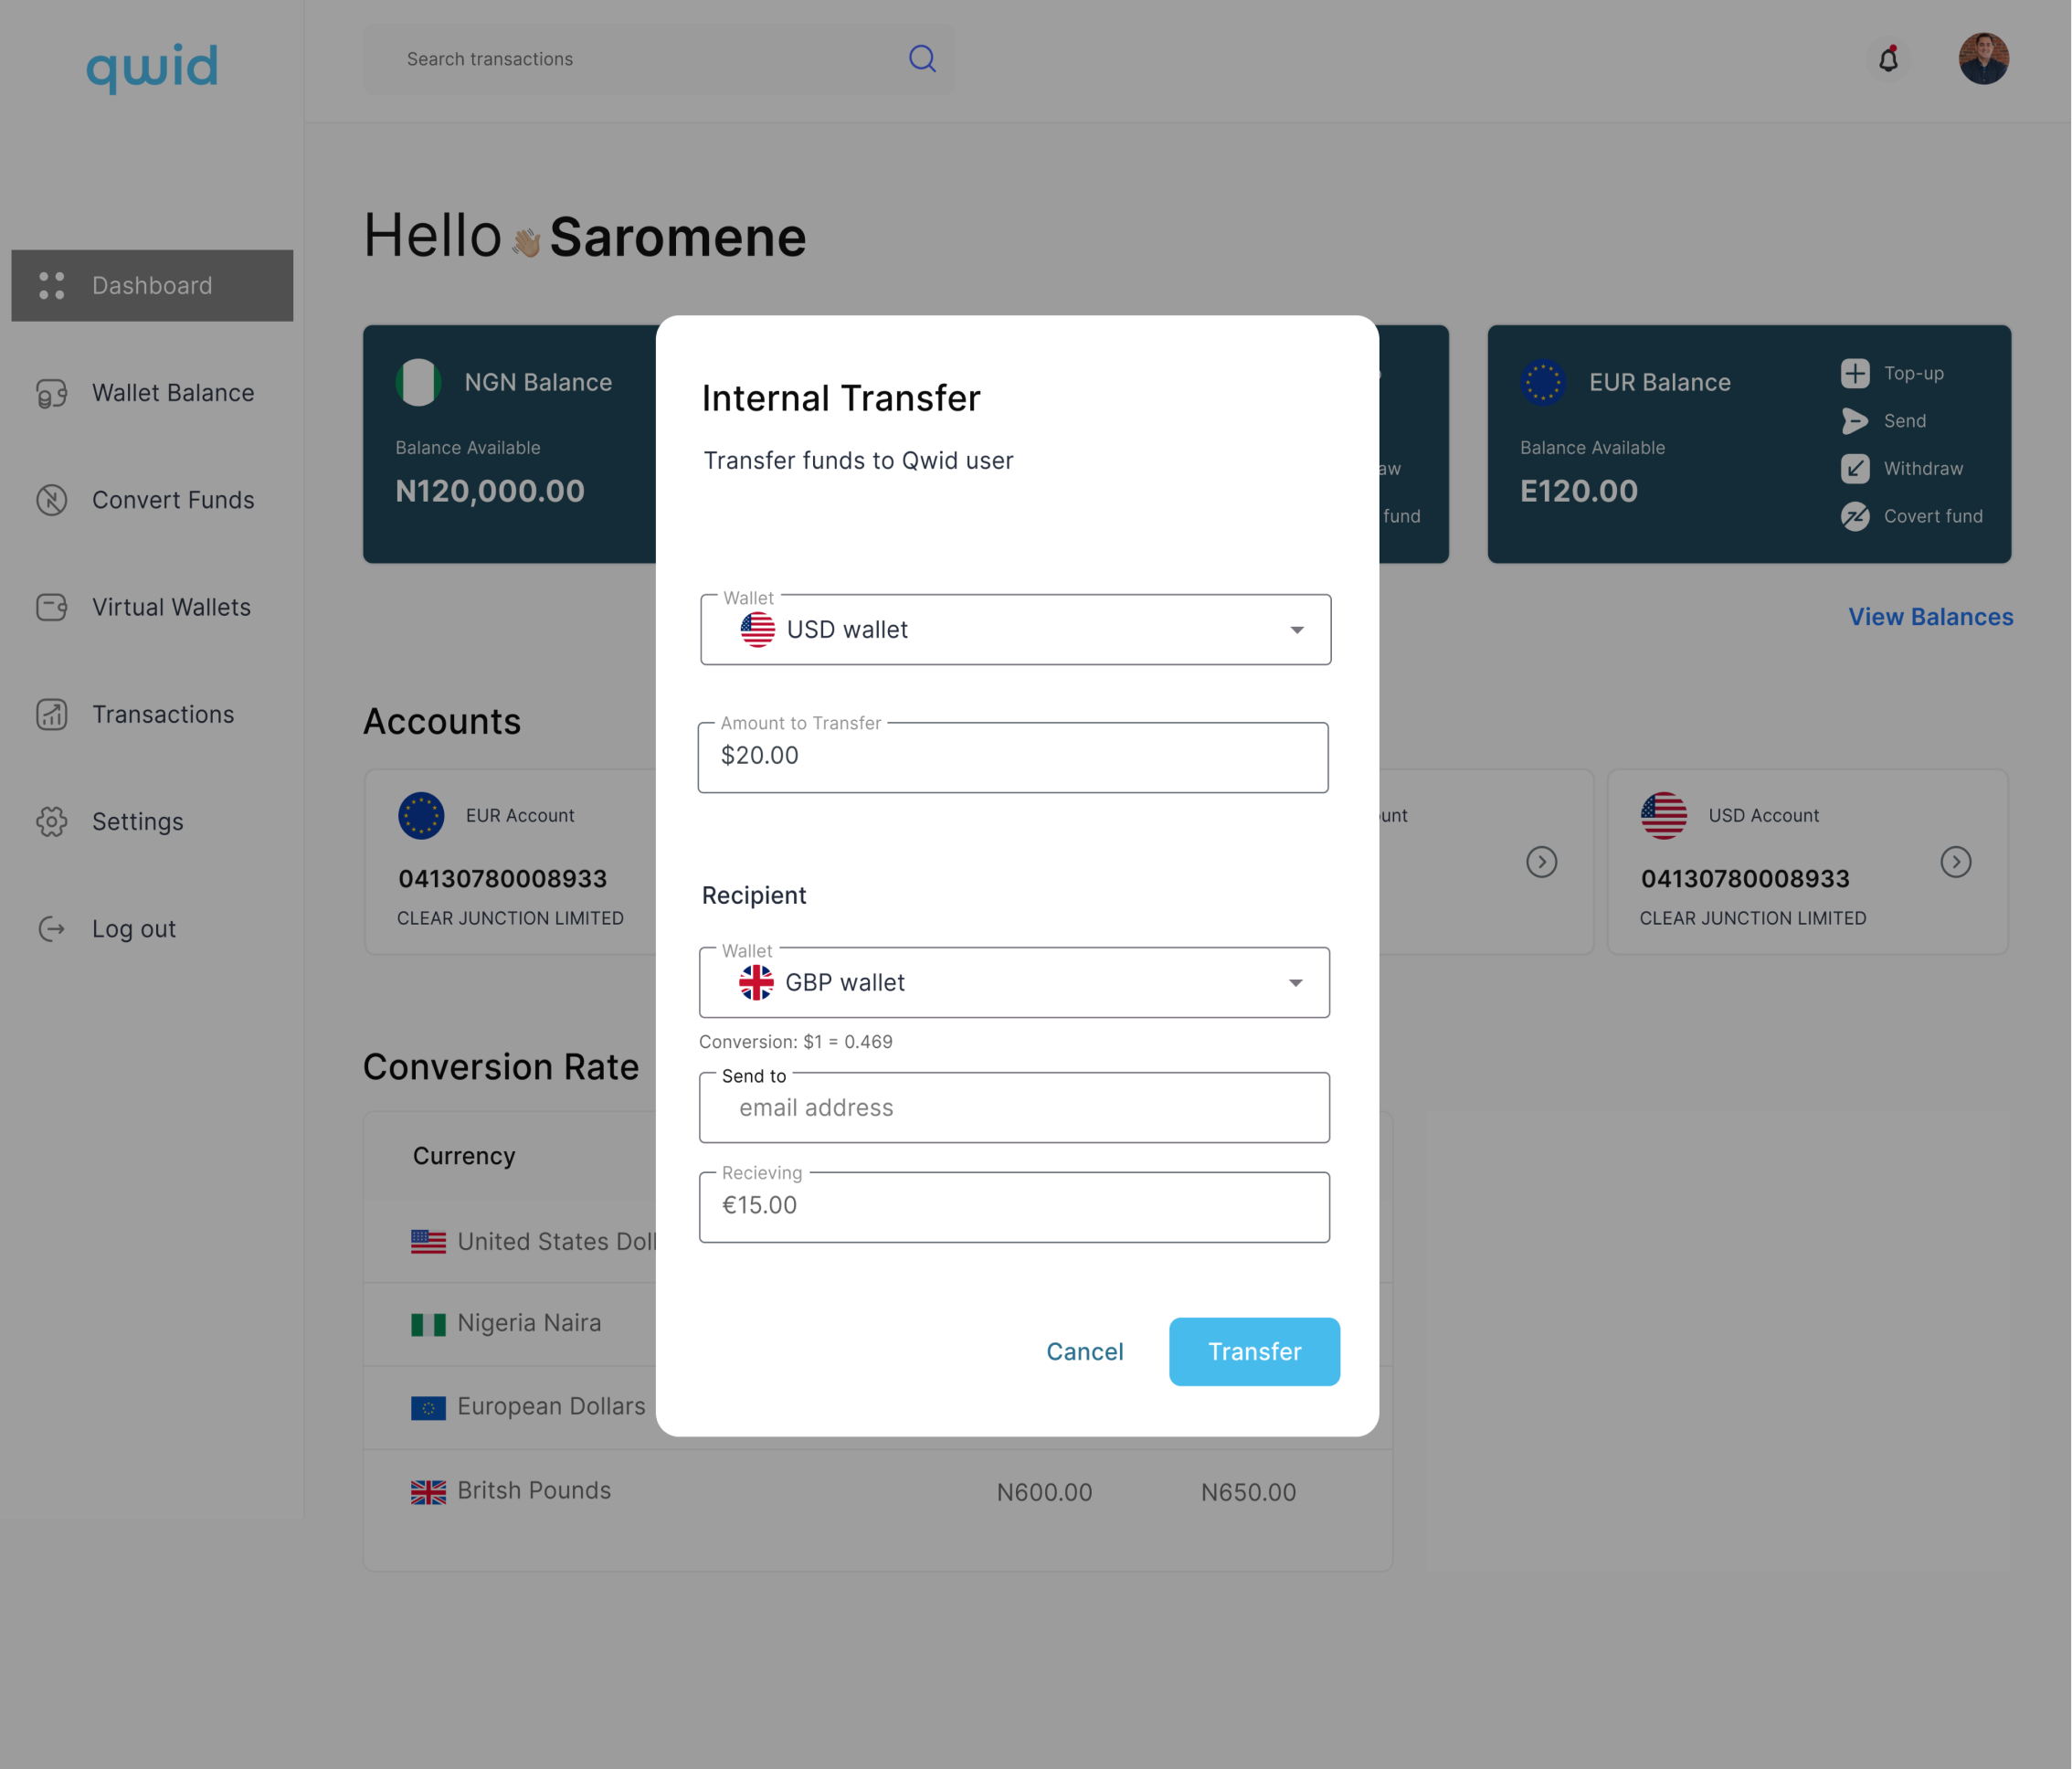 qwid
Search transactions
Hello 👋🏼 Saromene
Dashboard
Wallet Balance
Convert Funds
Virtual Wallets
Transactions
Settings
Log out
NGN Balance
Balance Available
N120,000.00
fund
EUR Balance
Balance Available
E120.00
Top-up
Send
Withdraw
Covert fund
View Balances
Accounts
EUR Account
04130780008933
CLEAR JUNCTION LIMITED
USD Account
04130780008933
CLEAR JUNCTION LIMITED
Conversion Rate
Currency
United States Doll
Nigeria Naira
European Dollars
Britsh Pounds
N600.00
N650.00
Internal Transfer
Transfer funds to Qwid user
Wallet
USD wallet
Amount to Transfer
$20.00
Recipient
Wallet
GBP wallet
Conversion: $1 = 0.469
Send to
email address
Recieving
€15.00
Cancel
Transfer